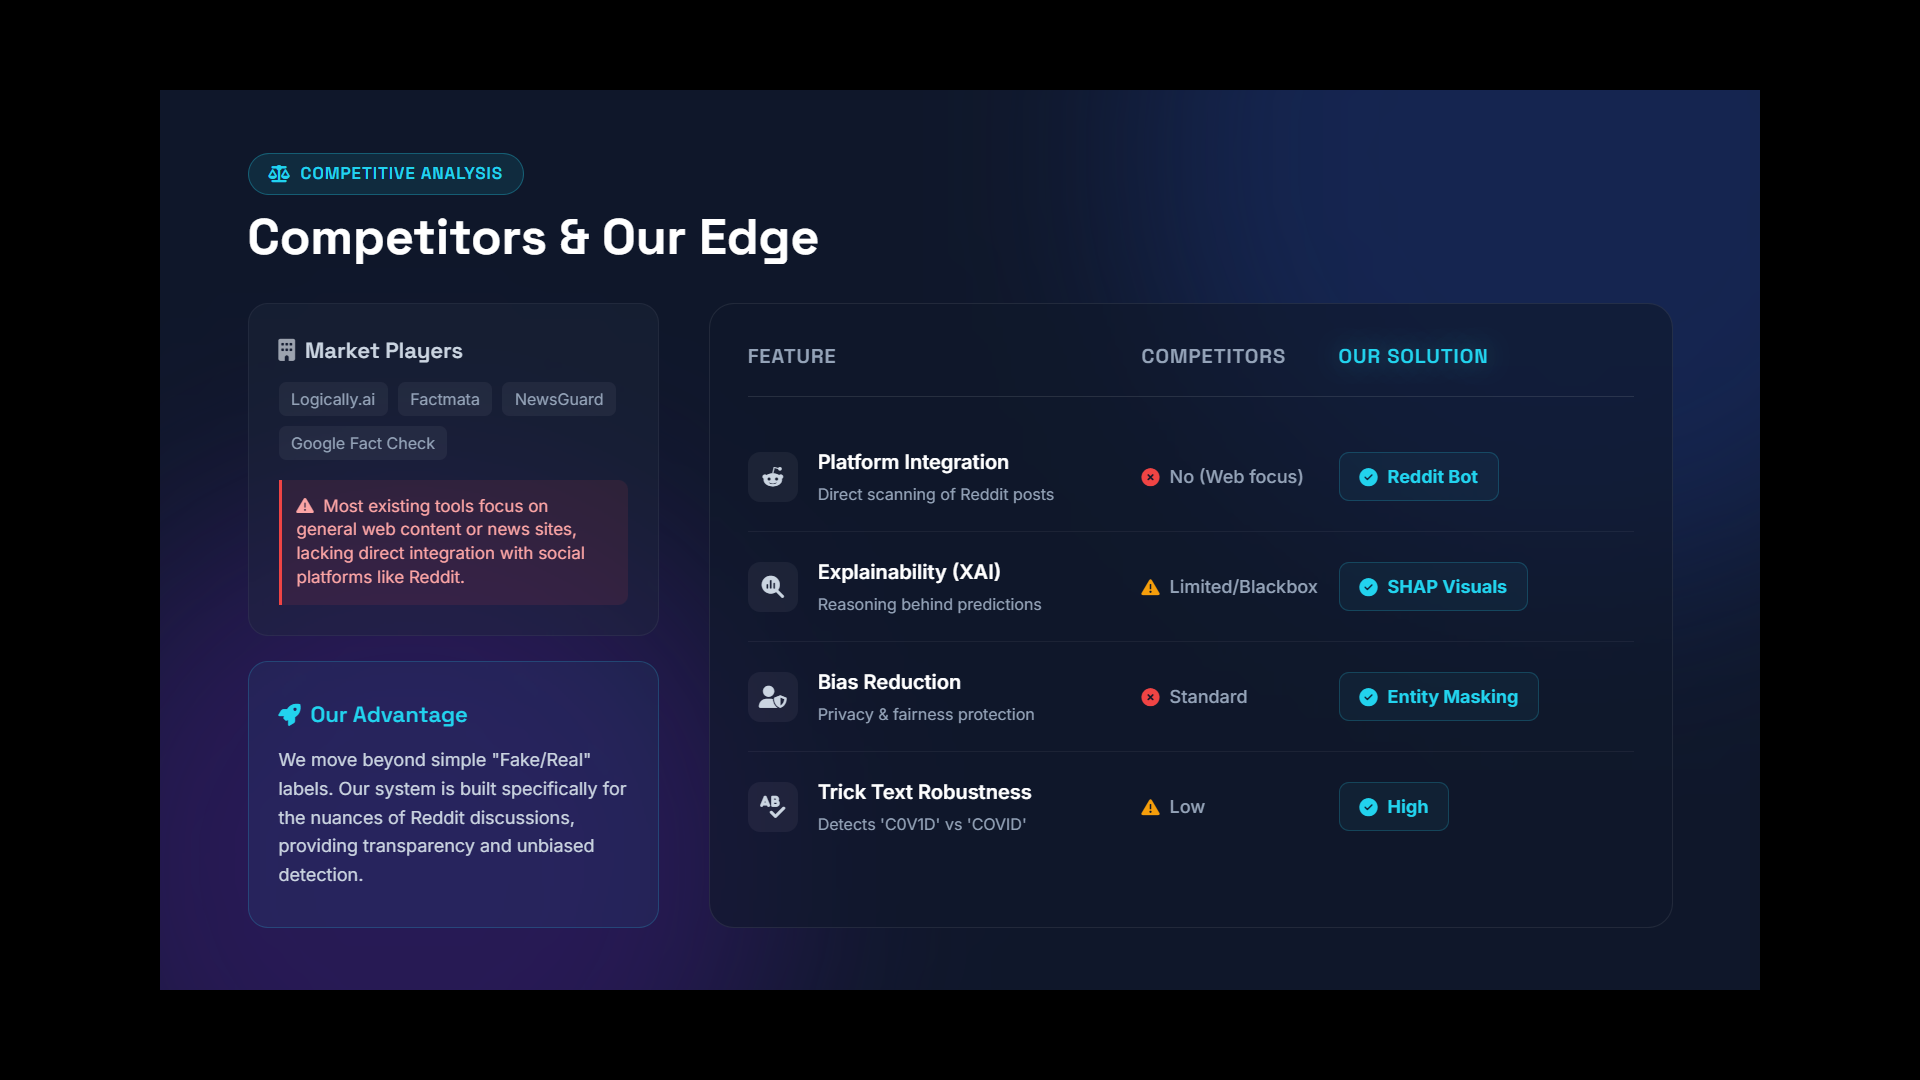 COMPETITIVE ANALYSIS
Competitors & Our Edge
Market Players
Logically.ai
Factmata
NewsGuard
Google Fact Check
Most existing tools focus on
general web content or news sites,
lacking direct integration with social
platforms like Reddit.
Our Advantage
We move beyond simple "Fake/Real"
labels. Our system is built specifically for
the nuances of Reddit discussions,
providing transparency and unbiased
detection.
FEATURE COMPETITORS OUR SOLUTION
Platform Integration
Direct scanning of Reddit posts
No (Web focus)
Reddit Bot
Explainability (XAI)
Reasoning behind predictions
Limited/Blackbox
SHAP Visuals
Bias Reduction
Privacy & fairness protection
Standard
Entity Masking
AB
Trick Text Robustness
Detects 'C0V1D' vs 'COVID'
Low
High